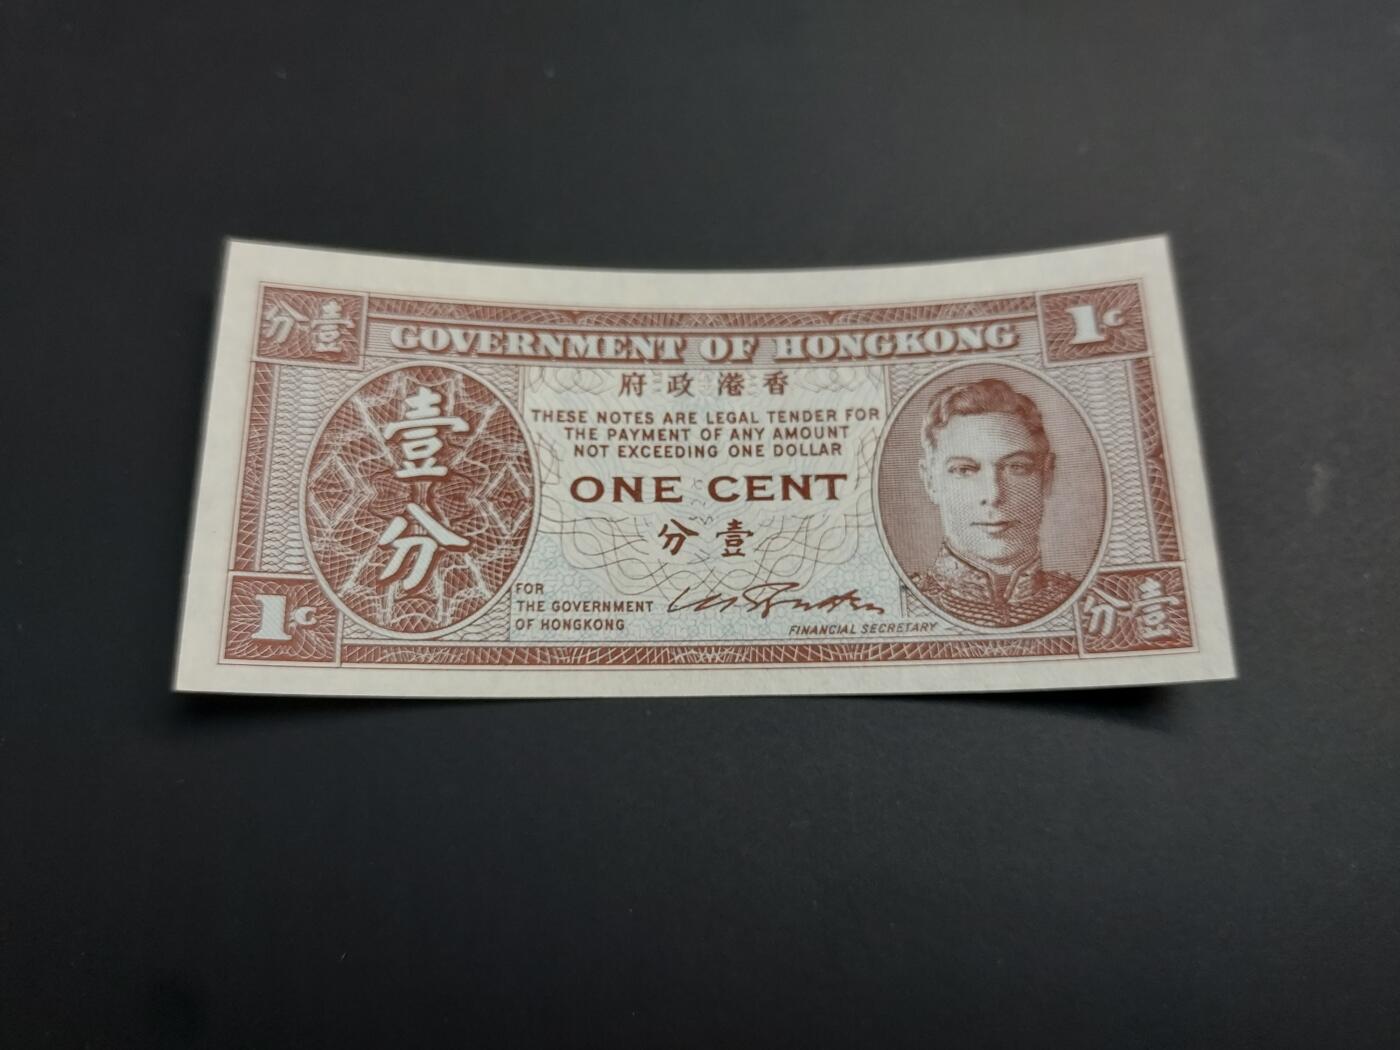 分壹
1c
GOVERNMENT OF HONGKONG
府政港香
THESE NOTES ARE LEGAL TENDER FOR
THE PAYMENT OF ANY AMOUNT
NOT EXCEEDING ONE DOLLAR
壹
分
ONE CENT
分壹
FOR
THE GOVERNMENT
OF HONGKONG
FINANCIAL SECRETARY
1c
分壹